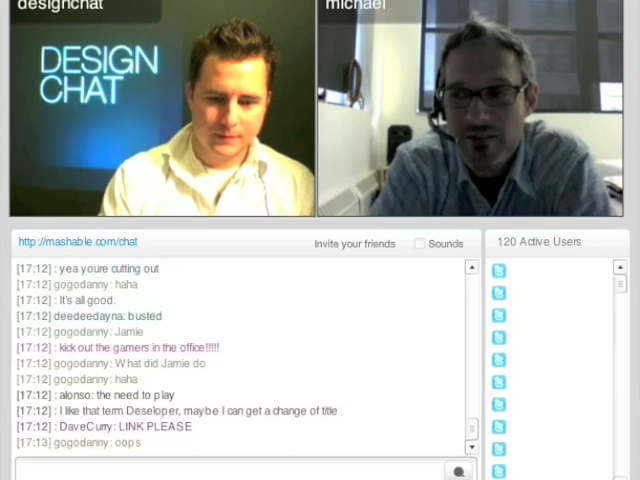 designchat
michael
DESIGN
CHAT
http://mashable.com/chat
Invite your friends
Sounds
120 Active Users
[17:12] : yea youre cutting out
[17:12] gogodanny: haha
[17:12] : It's all good.
[17:12] deedeedayna: busted
[17:12] gogodanny: Jamie
[17:12] : kick out the gamers in the office!!!!!
[17:12] gogodanny: What did Jamie do
[17:12] gogodanny: haha
[17:12] : alonso: the need to play
[17:12] : I like that term Deseloper, maybe I can get a change of title
[17:12] : DaveCurry: LINK PLEASE
[17:13] gogodanny: oops